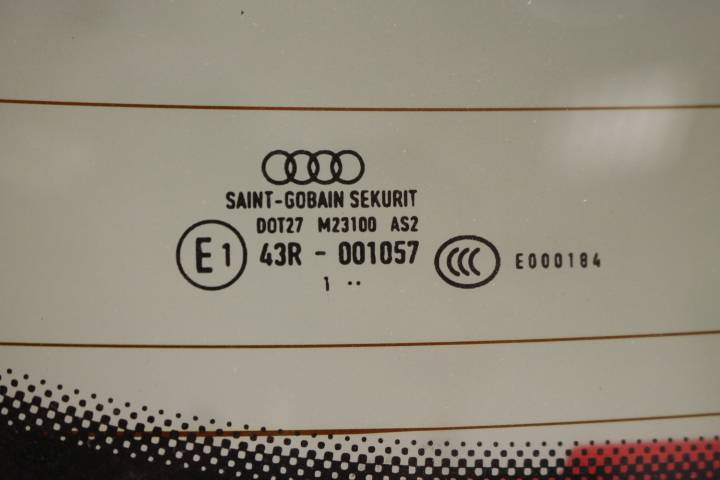 SAINT-GOBAIN SEKURIT
DOT27 M23100 AS2
E1 43R - 001057 CCC E000184
1 ··